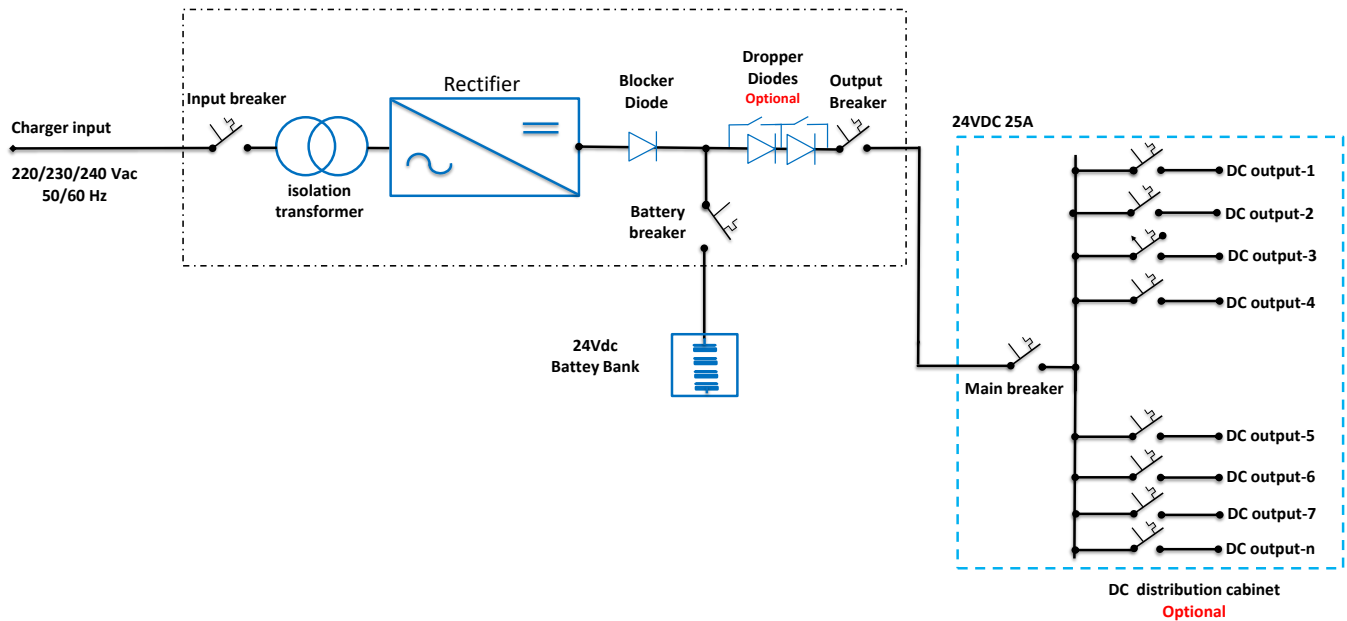 Charger input
220/230/240 Vac
50/60 Hz
Input breaker
isolation
transformer
Rectifier
Blocker
Diode
Dropper
Diodes
Optional
Output
Breaker
Battery
breaker
24Vdc
Battey Bank
24VDC 25A
Main breaker
DC output-1
DC output-2
DC output-3
DC output-4
DC output-5
DC output-6
DC output-7
DC output-n
DC distribution cabinet
Optional